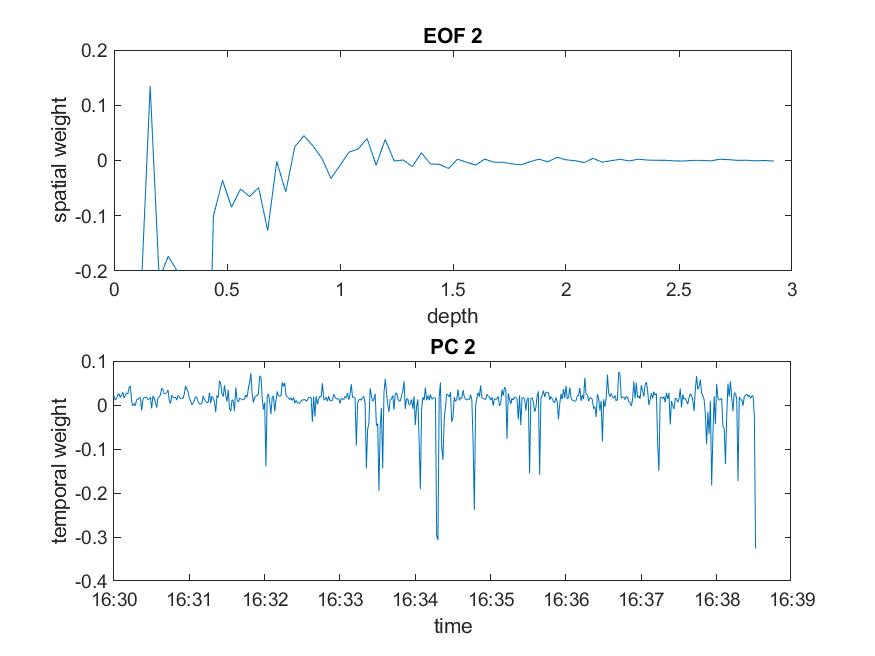 EOF 2
0.2
0.1
0
-0.1
-0.2
spatial weight
0 0.5 1 1.5 2 2.5 3
depth
PC 2
0.1
0
-0.1
-0.2
-0.3
-0.4
temporal weight
16:30 16:31 16:32 16:33 16:34 16:35 16:36 16:37 16:38 16:39
time